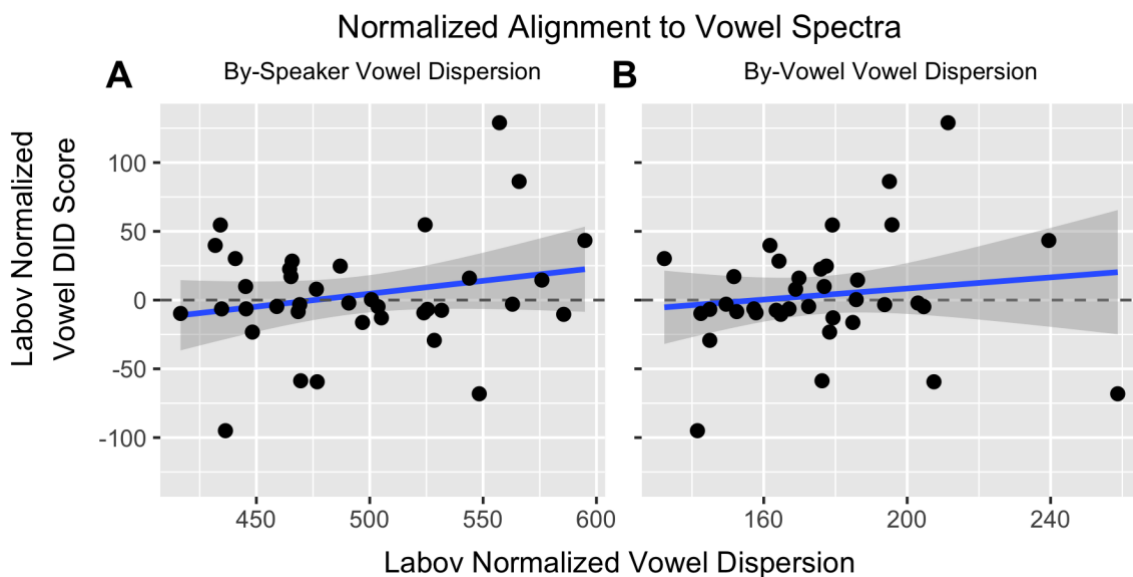 Normalized Alignment to Vowel Spectra
A By-Speaker Vowel Dispersion B By-Vowel Vowel Dispersion
Labov Normalized
Vowel DID Score
100
50
0
-50
-100
450 500 550 600 160 200 240
Labov Normalized Vowel Dispersion